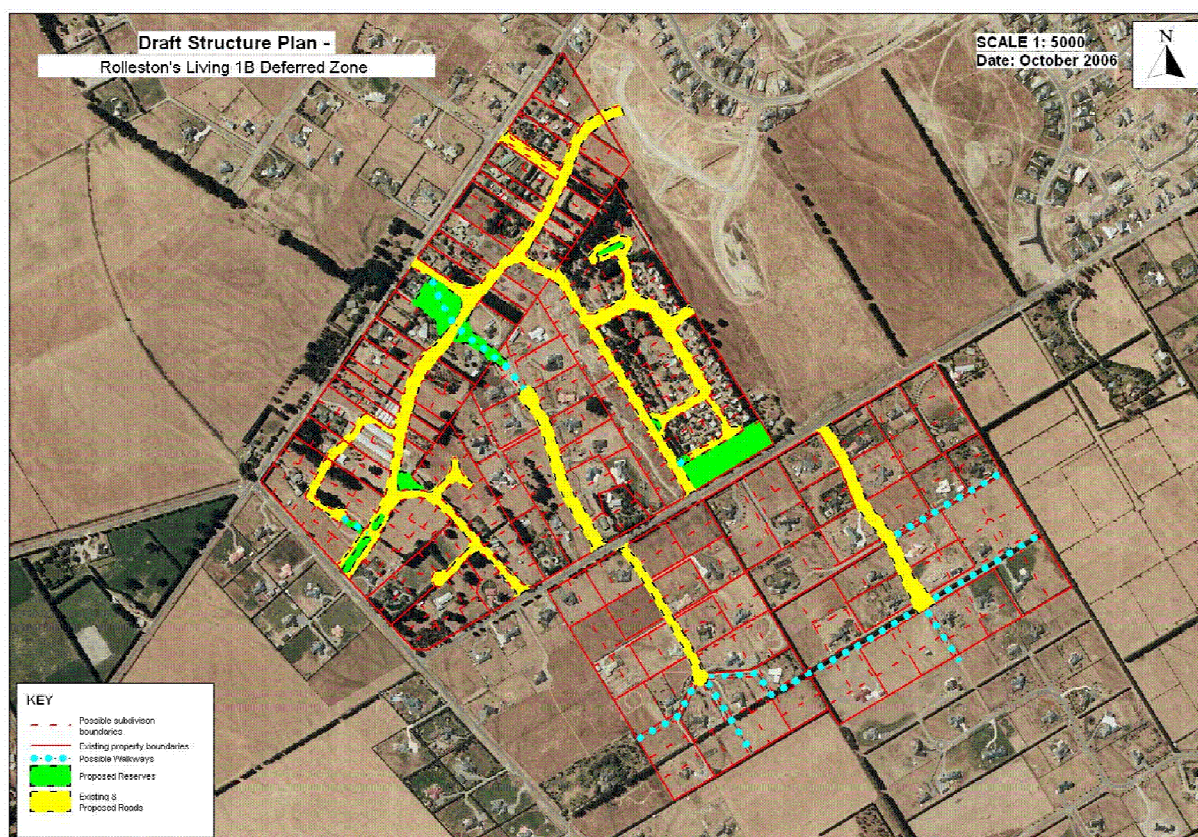 Draft Structure Plan -
Rolleston's Living 1B Deferred Zone
SCALE 1: 5000
Date: October 2006
N
KEY
Possible subdivison
boundaries
Existing property boundaries
Possible Walkways
Proposed Reserves
Existing &
Proposed Roads